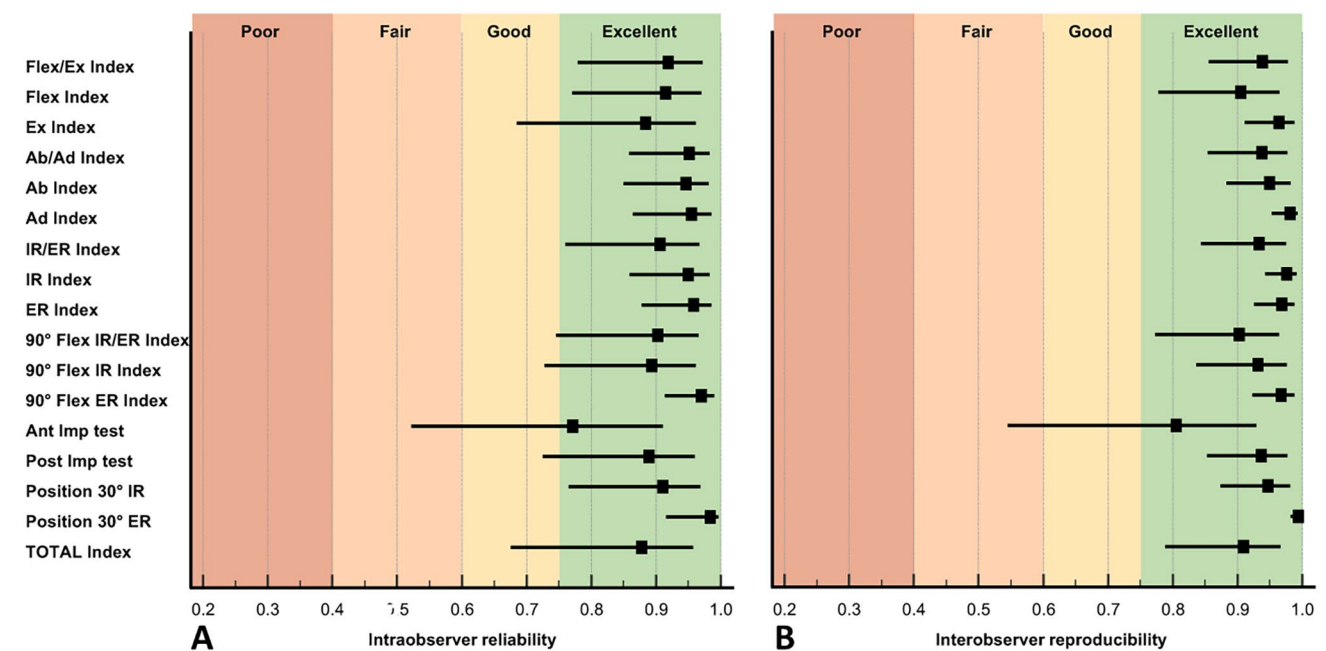 Poor Fair Good Excellent Poor Fair Good Excellent
Flex/Ex Index
Flex Index
Ex Index
Ab/Ad Index
Ab Index
Ad Index
IR/ER Index
IR Index
ER Index
90° Flex IR/ER Index
90° Flex IR Index
90° Flex ER Index
Ant Imp test
Post Imp test
Position 30° IR
Position 30° ER
TOTAL Index
0.2 0.3 0.4 5 0.6 0.7 0.8 0.9 1.0 0.2 0.3 0.4 0.5 0.6 0.7 0.8 0.9 1.0
A Intraobserver reliability B Interobserver reproducibility